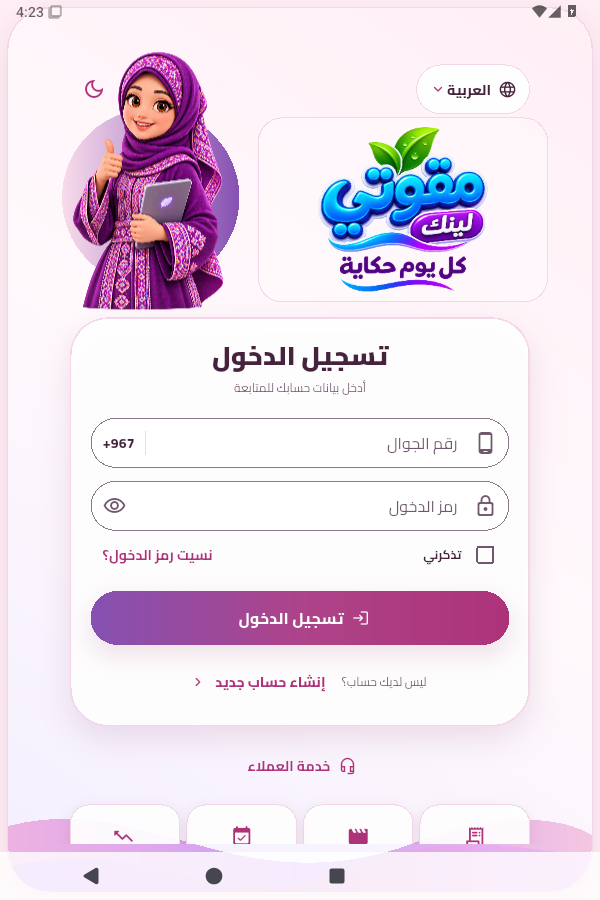 4:23
العربية
مقوتي
لينك
كل يوم حكاية
تسجيل الدخول
أدخل بيانات حسابك للمتابعة
رقم الجوال
+967
رمز الدخول
تذكرني
نسيت رمز الدخول؟
تسجيل الدخول
ليس لديك حساب؟ إنشاء حساب جديد
خدمة العملاء